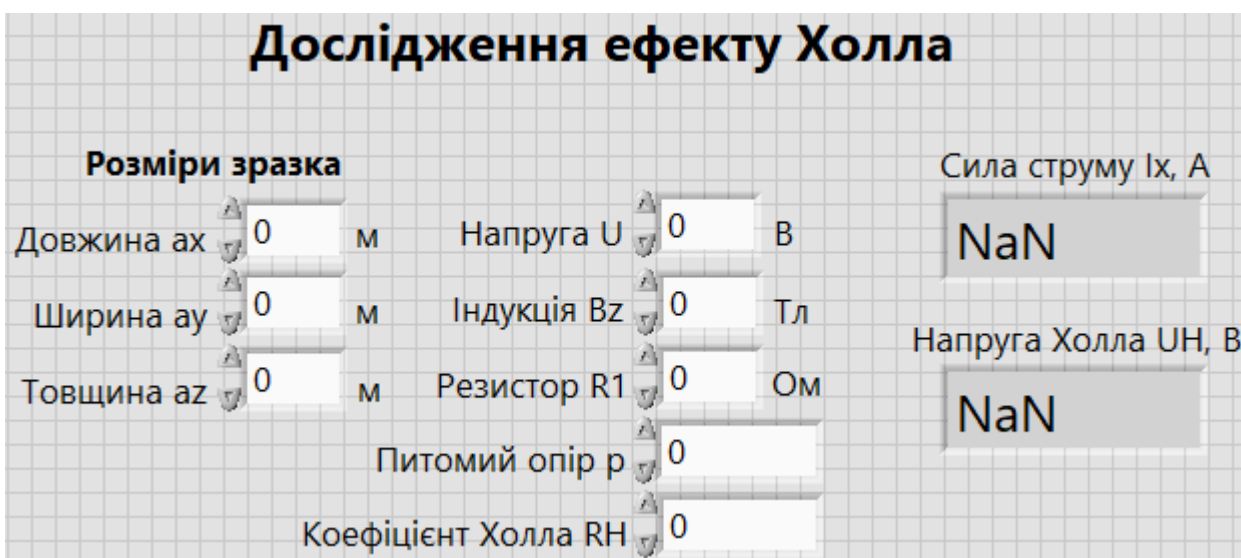 Дослідження ефекту Холла
Розміри зразка
Довжина ax 0 м
Ширина ay 0 м
Товщина az 0 м
Напруга U 0 В
Індукція Bz 0 Тл
Резистор R1 0 Ом
Питомий опір p 0
Коефіцієнт Холла RH 0
Сила струму Ix, А
NaN
Напруга Холла UH, В
NaN